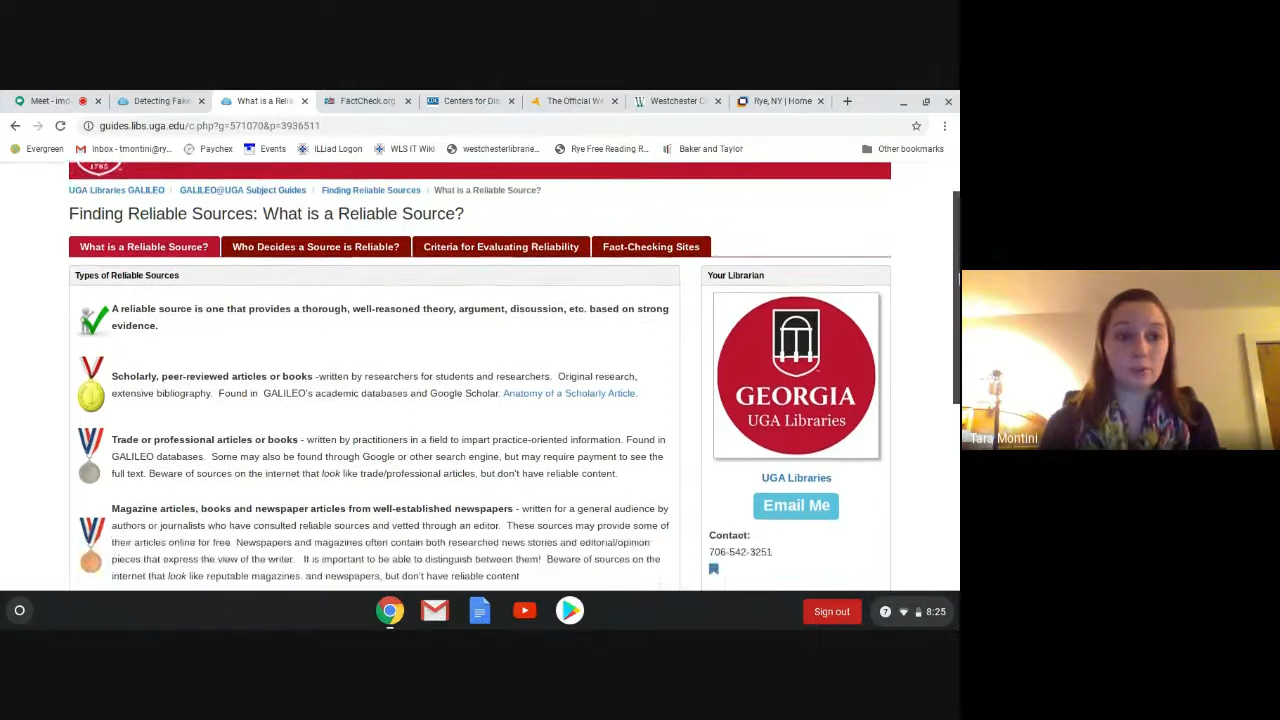 Meet - imd
Detecting Fake
What is a Relia
FactCheck.org
Centers for Dis
The Official We
Westchester C
Rye, NY | Home
guides.libs.uga.edu/c.php?g=571070&p=3936511
Evergreen
Inbox - tmontini@ry...
Paychex
Events
ILLiad Logon
WLS IT Wiki
westchesterlibrane...
Rye Free Reading R...
Baker and Taylor
Other bookmarks
1785
UGA Libraries GALILEO / GALILEO@UGA Subject Guides / Finding Reliable Sources / What is a Reliable Source?
Finding Reliable Sources: What is a Reliable Source?
What is a Reliable Source?
Who Decides a Source is Reliable?
Criteria for Evaluating Reliability
Fact-Checking Sites
Types of Reliable Sources
A reliable source is one that provides a thorough, well-reasoned theory, argument, discussion, etc. based on strong
evidence.
Scholarly, peer-reviewed articles or books -written by researchers for students and researchers. Original research,
extensive bibliography. Found in GALILEO's academic databases and Google Scholar. Anatomy of a Scholarly Article.
Trade or professional articles or books - written by practitioners in a field to impart practice-oriented information. Found in
GALILEO databases. Some may also be found through Google or other search engine, but may require payment to see the
full text. Beware of sources on the internet that look like trade/professional articles, but don't have reliable content.
Magazine articles, books and newspaper articles from well-established newspapers - written for a general audience by
authors or journalists who have consulted reliable sources and vetted through an editor. These sources may provide some of
their articles online for free. Newspapers and magazines often contain both researched news stories and editorial/opinion
pieces that express the view of the writer. It is important to be able to distinguish between them! Beware of sources on the
internet that look like reputable magazines. and newspapers, but don't have reliable content
Your Librarian
GEORGIA
UGA Libraries
UGA Libraries
Email Me
Contact:
706-542-3251
Tara Montini
Sign out
7
8:25